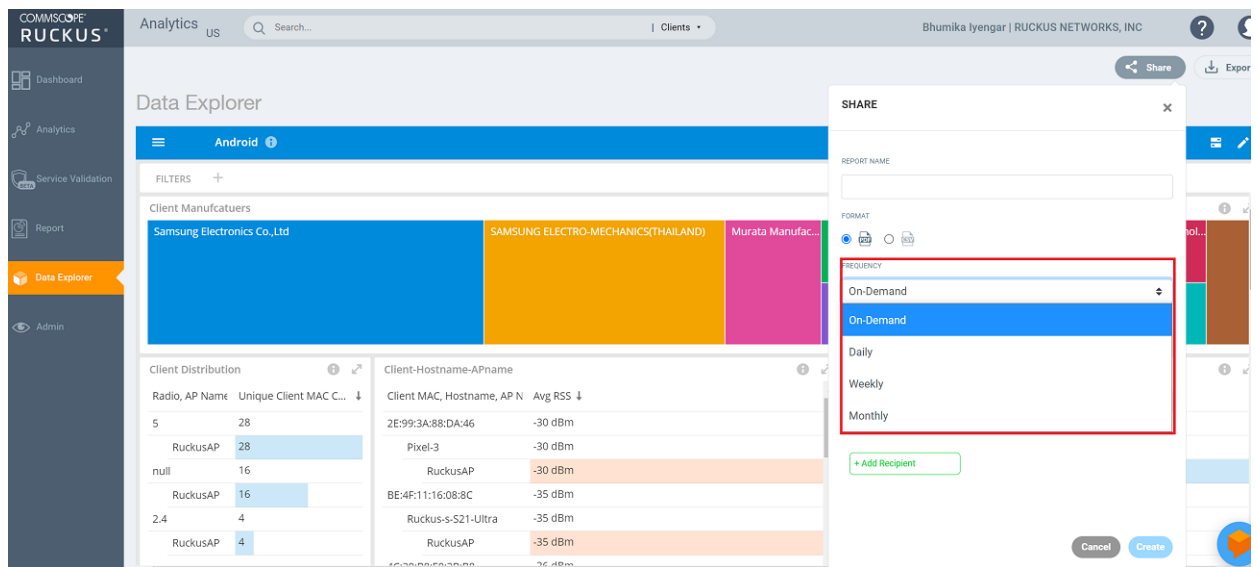 COMMSCOPE
RUCKUS
Analytics US
Search...
| Clients
Bhumika Iyengar | RUCKUS NETWORKS, INC
?
Dashboard
Analytics
Service Validation
BETA
Report
Data Explorer
Admin
Share
Expor
Data Explorer
Android
FILTERS +
Client Manufcatuers
Samsung Electronics Co.,Ltd
SAMSUNG ELECTRO-MECHANICS(THAILAND)
Murata Manufac...
nol...
Client Distribution
Radio, AP Name Unique Client MAC C... ↓
5 28
RuckusAP 28
null 16
RuckusAP 16
2.4 4
RuckusAP 4
Client-Hostname-APname
Client MAC, Hostname, AP N Avg RSS ↓
2E:99:3A:88:DA:46 -30 dBm
Pixel-3 -30 dBm
RuckusAP -30 dBm
BE:4F:11:16:08:8C -35 dBm
Ruckus-s-S21-Ultra -35 dBm
RuckusAP -35 dBm
SHARE
×
REPORT NAME
FORMAT
FREQUENCY
On-Demand
On-Demand
Daily
Weekly
Monthly
+ Add Recipient
Cancel
Create